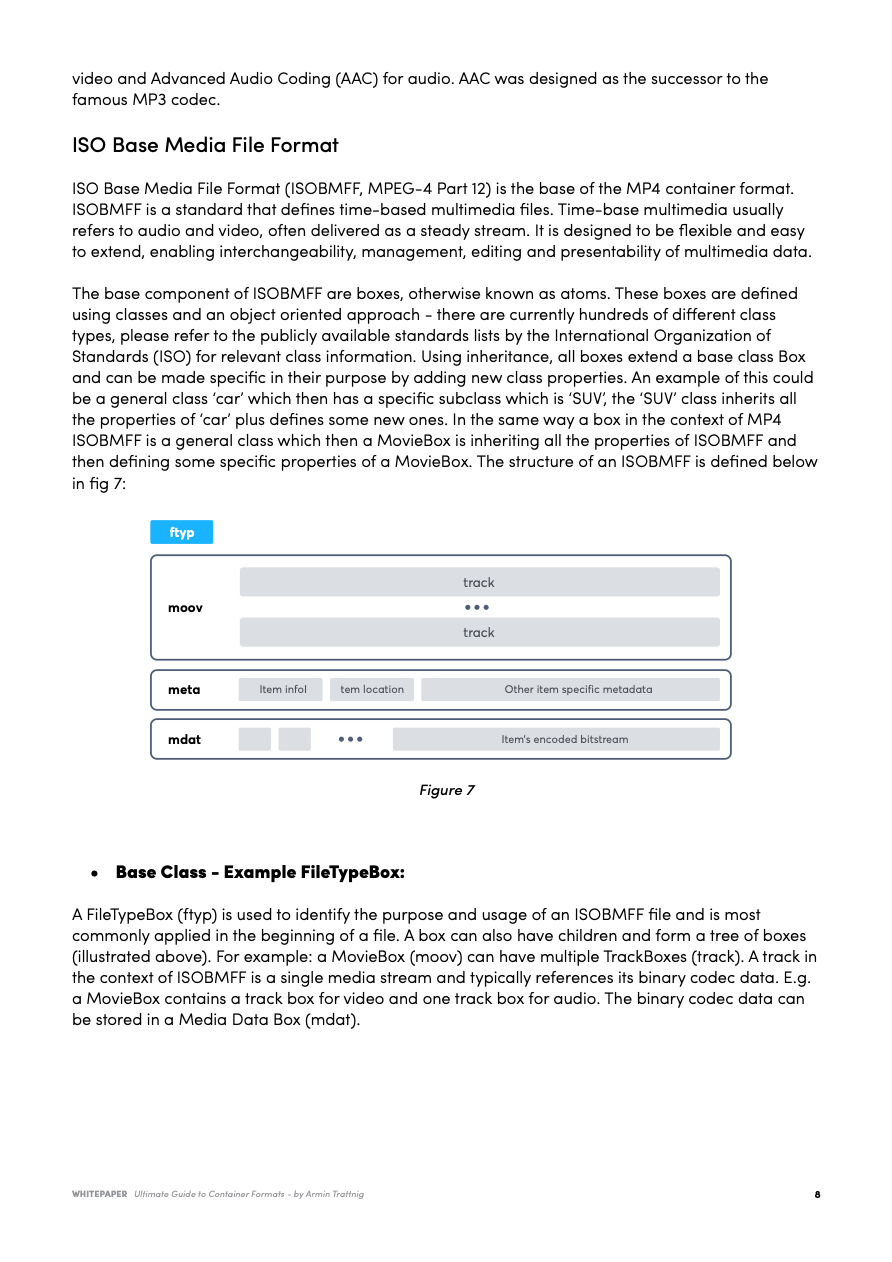 video and Advanced Audio Coding (AAC) for audio. AAC was designed as the successor to the
famous MP3 codec.
ISO Base Media File Format
ISO Base Media File Format (ISOBMFF, MPEG-4 Part 12) is the base of the MP4 container format.
ISOBMFF is a standard that defines time-based multimedia files. Time-base multimedia usually
refers to audio and video, often delivered as a steady stream. It is designed to be flexible and easy
to extend, enabling interchangeability, management, editing and presentability of multimedia data.
The base component of ISOBMFF are boxes, otherwise known as atoms. These boxes are defined
using classes and an object oriented approach - there are currently hundreds of different class
types, please refer to the publicly available standards lists by the International Organization of
Standards (ISO) for relevant class information. Using inheritance, all boxes extend a base class Box
and can be made specific in their purpose by adding new class properties. An example of this could
be a general class ‘car’ which then has a specific subclass which is ‘SUV’, the ‘SUV’ class inherits all
the properties of ‘car’ plus defines some new ones. In the same way a box in the context of MP4
ISOBMFF is a general class which then a MovieBox is inheriting all the properties of ISOBMFF and
then defining some specific properties of a MovieBox. The structure of an ISOBMFF is defined below
in fig 7:
ftyp
track
moov
track
meta Item infol tem location Other item specific metadata
mdat Item's encoded bitstream
Figure 7
• Base Class - Example FileTypeBox:
A FileTypeBox (ftyp) is used to identify the purpose and usage of an ISOBMFF file and is most
commonly applied in the beginning of a file. A box can also have children and form a tree of boxes
(illustrated above). For example: a MovieBox (moov) can have multiple TrackBoxes (track). A track in
the context of ISOBMFF is a single media stream and typically references its binary codec data. E.g.
a MovieBox contains a track box for video and one track box for audio. The binary codec data can
be stored in a Media Data Box (mdat).
WHITEPAPER Ultimate Guide to Container Formats - by Armin Trattnig 8